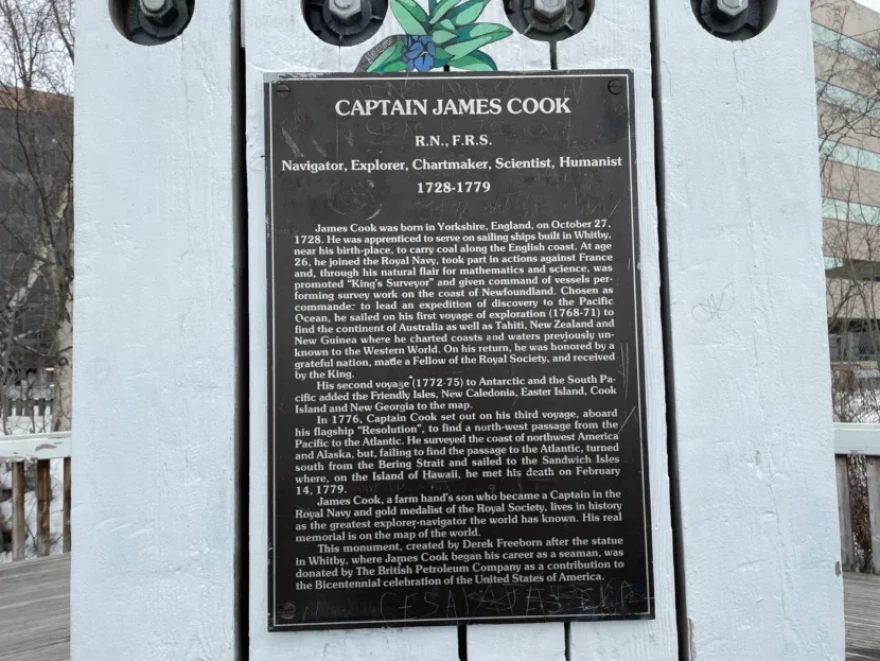 CAPTAIN JAMES COOK
R.N., F.R.S.
Navigator, Explorer, Chartmaker, Scientist, Humanist
1728-1779
James Cook was born in Yorkshire, England, on October 27,
1728. He was apprenticed to serve on sailing ships built in Whitby,
near his birth-place, to carry coal along the English coast. At age
26, he joined the Royal Navy, took part in actions against France
and, through his natural flair for mathematics and science, was
promoted "King's Surveyor" and given command of vessels per-
forming survey work on the coast of Newfoundland. Chosen as
commander to lead an expedition of discovery to the Pacific
Ocean, he sailed on his first voyage of exploration (1768-71) to
find the continent of Australia as well as Tahiti, New Zealand and
New Guinea where he charted coasts and waters previously un-
known to the Western World. On his return, he was honored by a
grateful nation, made a Fellow of the Royal Society, and received
by the King.
His second voyage (1772-75) to Antarctic and the South Pa-
cific added the Friendly Isles, New Caledonia, Easter Island, Cook
Island and New Georgia to the map.
In 1776, Captain Cook set out on his third voyage, aboard
his flagship "Resolution", to find a north-west passage from the
Pacific to the Atlantic. He surveyed the coast of northwest America
and Alaska, but, failing to find the passage to the Atlantic, turned
south from the Bering Strait and sailed to the Sandwich Isles
where, on the Island of Hawaii, he met his death on February
14, 1779.
James Cook, a farm hand's son who became a Captain in the
Royal Navy and gold medalist of the Royal Society, lives in history
as the greatest explorer-navigator the world has known. His real
memorial is on the map of the world.
This monument, created by Derek Freeborn after the statue
in Whitby, where James Cook began his career as a seaman, was
donated by The British Petroleum Company as a contribution to
the Bicentennial celebration of the United States of America.